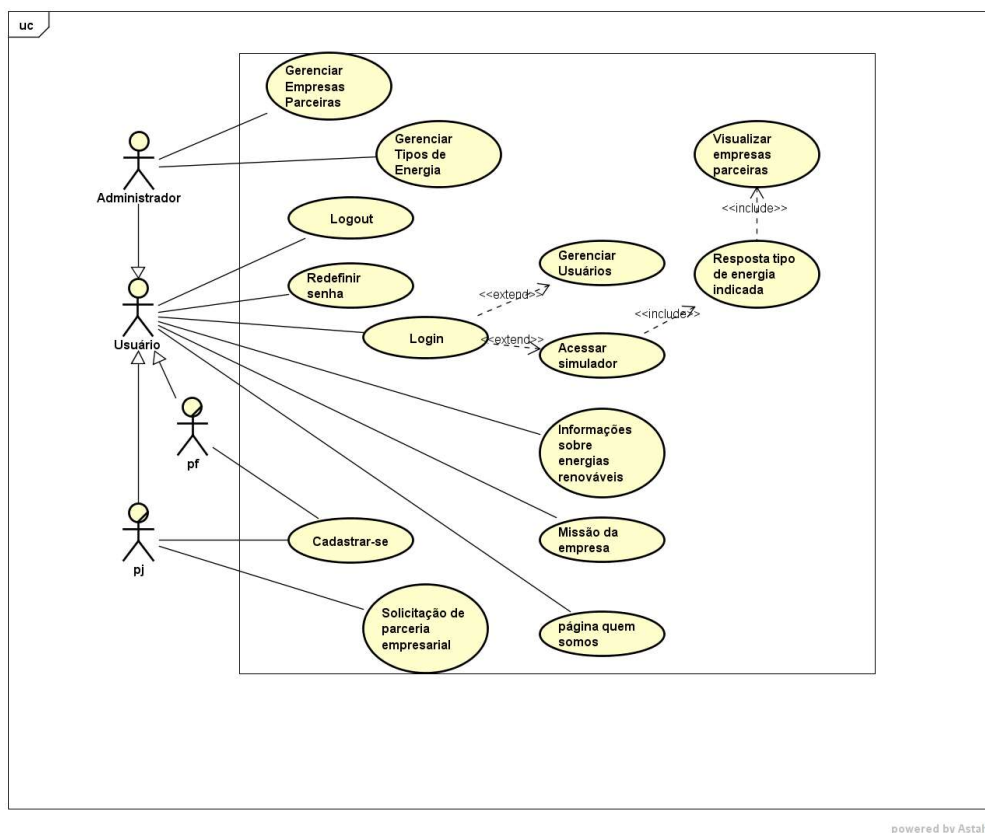 uc
Gerenciar
Empresas
Parceiras
Gerenciar
Tipos de
Energia
Visualizar
empresas
parceiras
Administrador
<<include>>
Logout
Gerenciar
Usuários
Resposta tipo
de energia
indicada
Redefinir
senha
<<extend>>
<<include>>
Usuário
Login
<<extend>>
Acessar
simulador
Informações
sobre
energias
renováveis
pf
Cadastrar-se
Missão da
empresa
pj
Solicitação de
parceria
empresarial
página quem
somos
powered by Astah